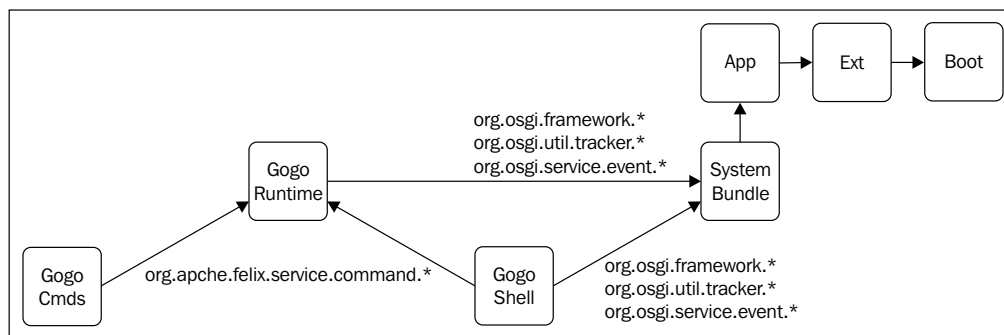 App
Ext
Boot
org.osgi.framework.*
org.osgi.util.tracker.*
org.osgi.service.event.*
Gogo
Runtime
System
Bundle
Gogo
Cmds
org.apche.felix.service.command.*
Gogo
Shell
org.osgi.framework.*
org.osgi.util.tracker.*
org.osgi.service.event.*